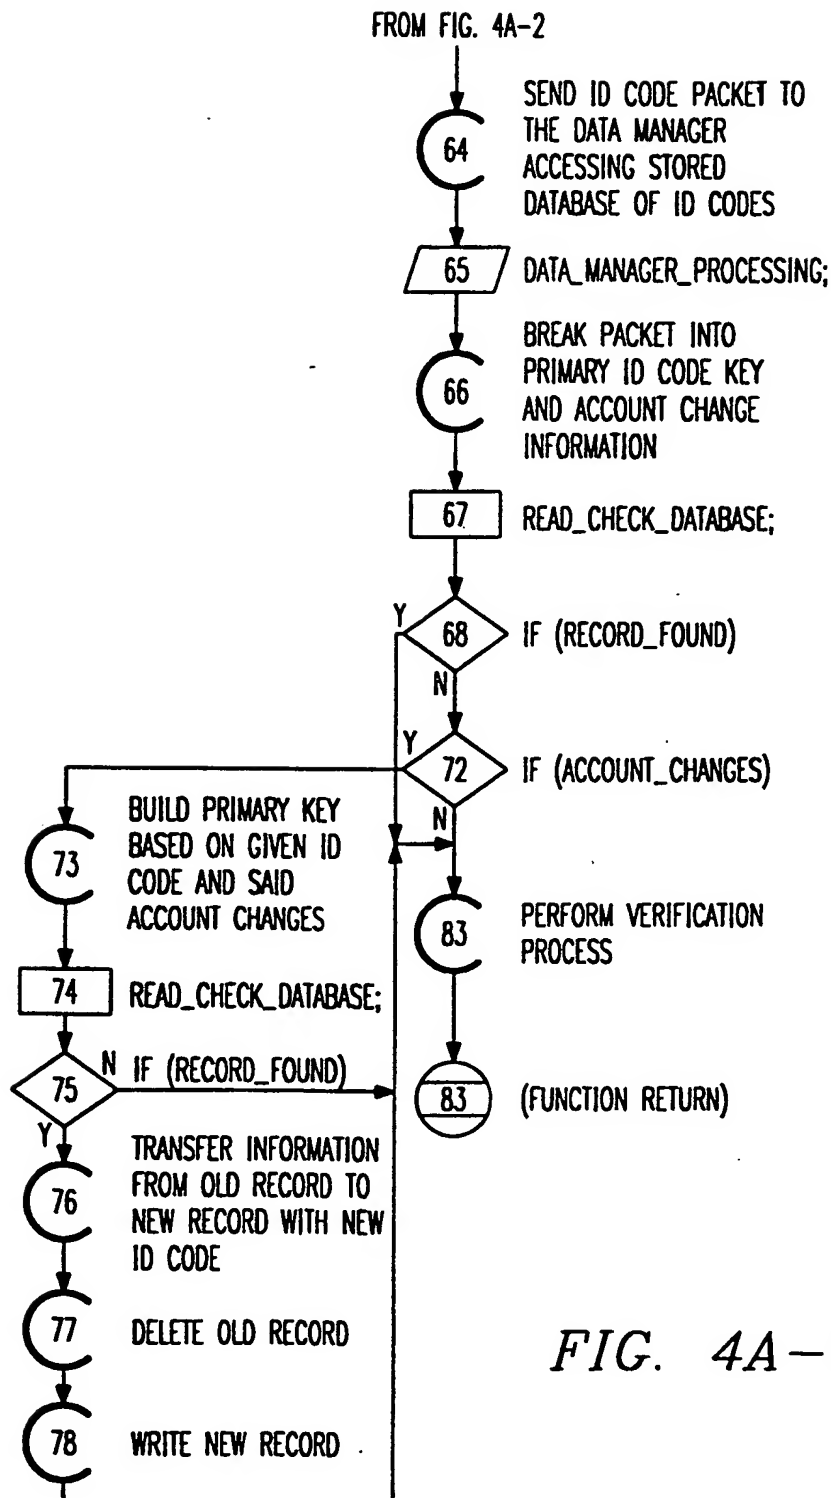 FROM FIG. 4A-2
64
SEND ID CODE PACKET TO
THE DATA MANAGER
ACCESSING STORED
DATABASE OF ID CODES
65
DATA_MANAGER_PROCESSING;
66
BREAK PACKET INTO
PRIMARY ID CODE KEY
AND ACCOUNT CHANGE
INFORMATION
67
READ_CHECK_DATABASE;
Y
68
IF (RECORD_FOUND)
N
Y
72
IF (ACCOUNT_CHANGES)
N
73
BUILD PRIMARY KEY
BASED ON GIVEN ID
CODE AND SAID
ACCOUNT CHANGES
83
PERFORM VERIFICATION
PROCESS
74
READ_CHECK_DATABASE;
75
N
IF (RECORD_FOUND)
Y
83
(FUNCTION RETURN)
76
TRANSFER INFORMATION
FROM OLD RECORD TO
NEW RECORD WITH NEW
ID CODE
77
DELETE OLD RECORD
78
WRITE NEW RECORD
FIG. 4A-